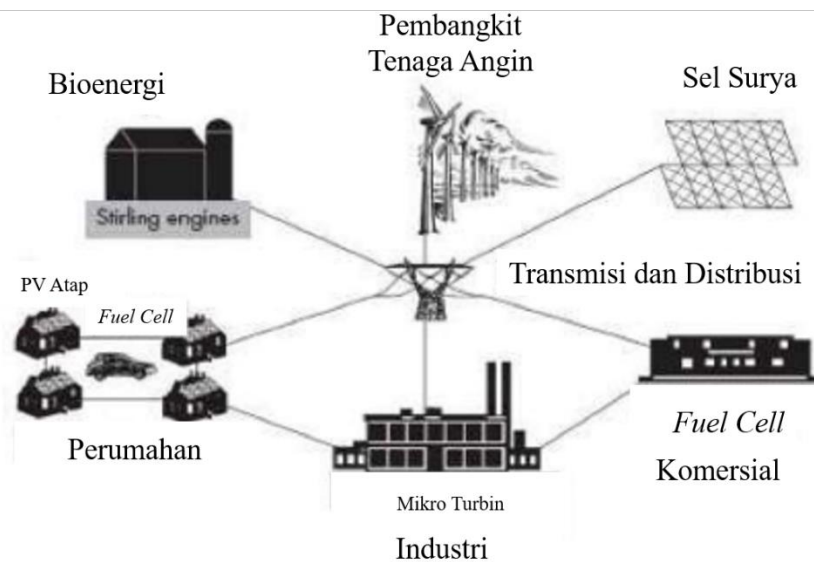 Pembangkit
Tenaga Angin
Bioenergi
Sel Surya
Stirling engines
Transmisi dan Distribusi
PV Atap
Fuel Cell
Perumahan
Fuel Cell
Komersial
Mikro Turbin
Industri